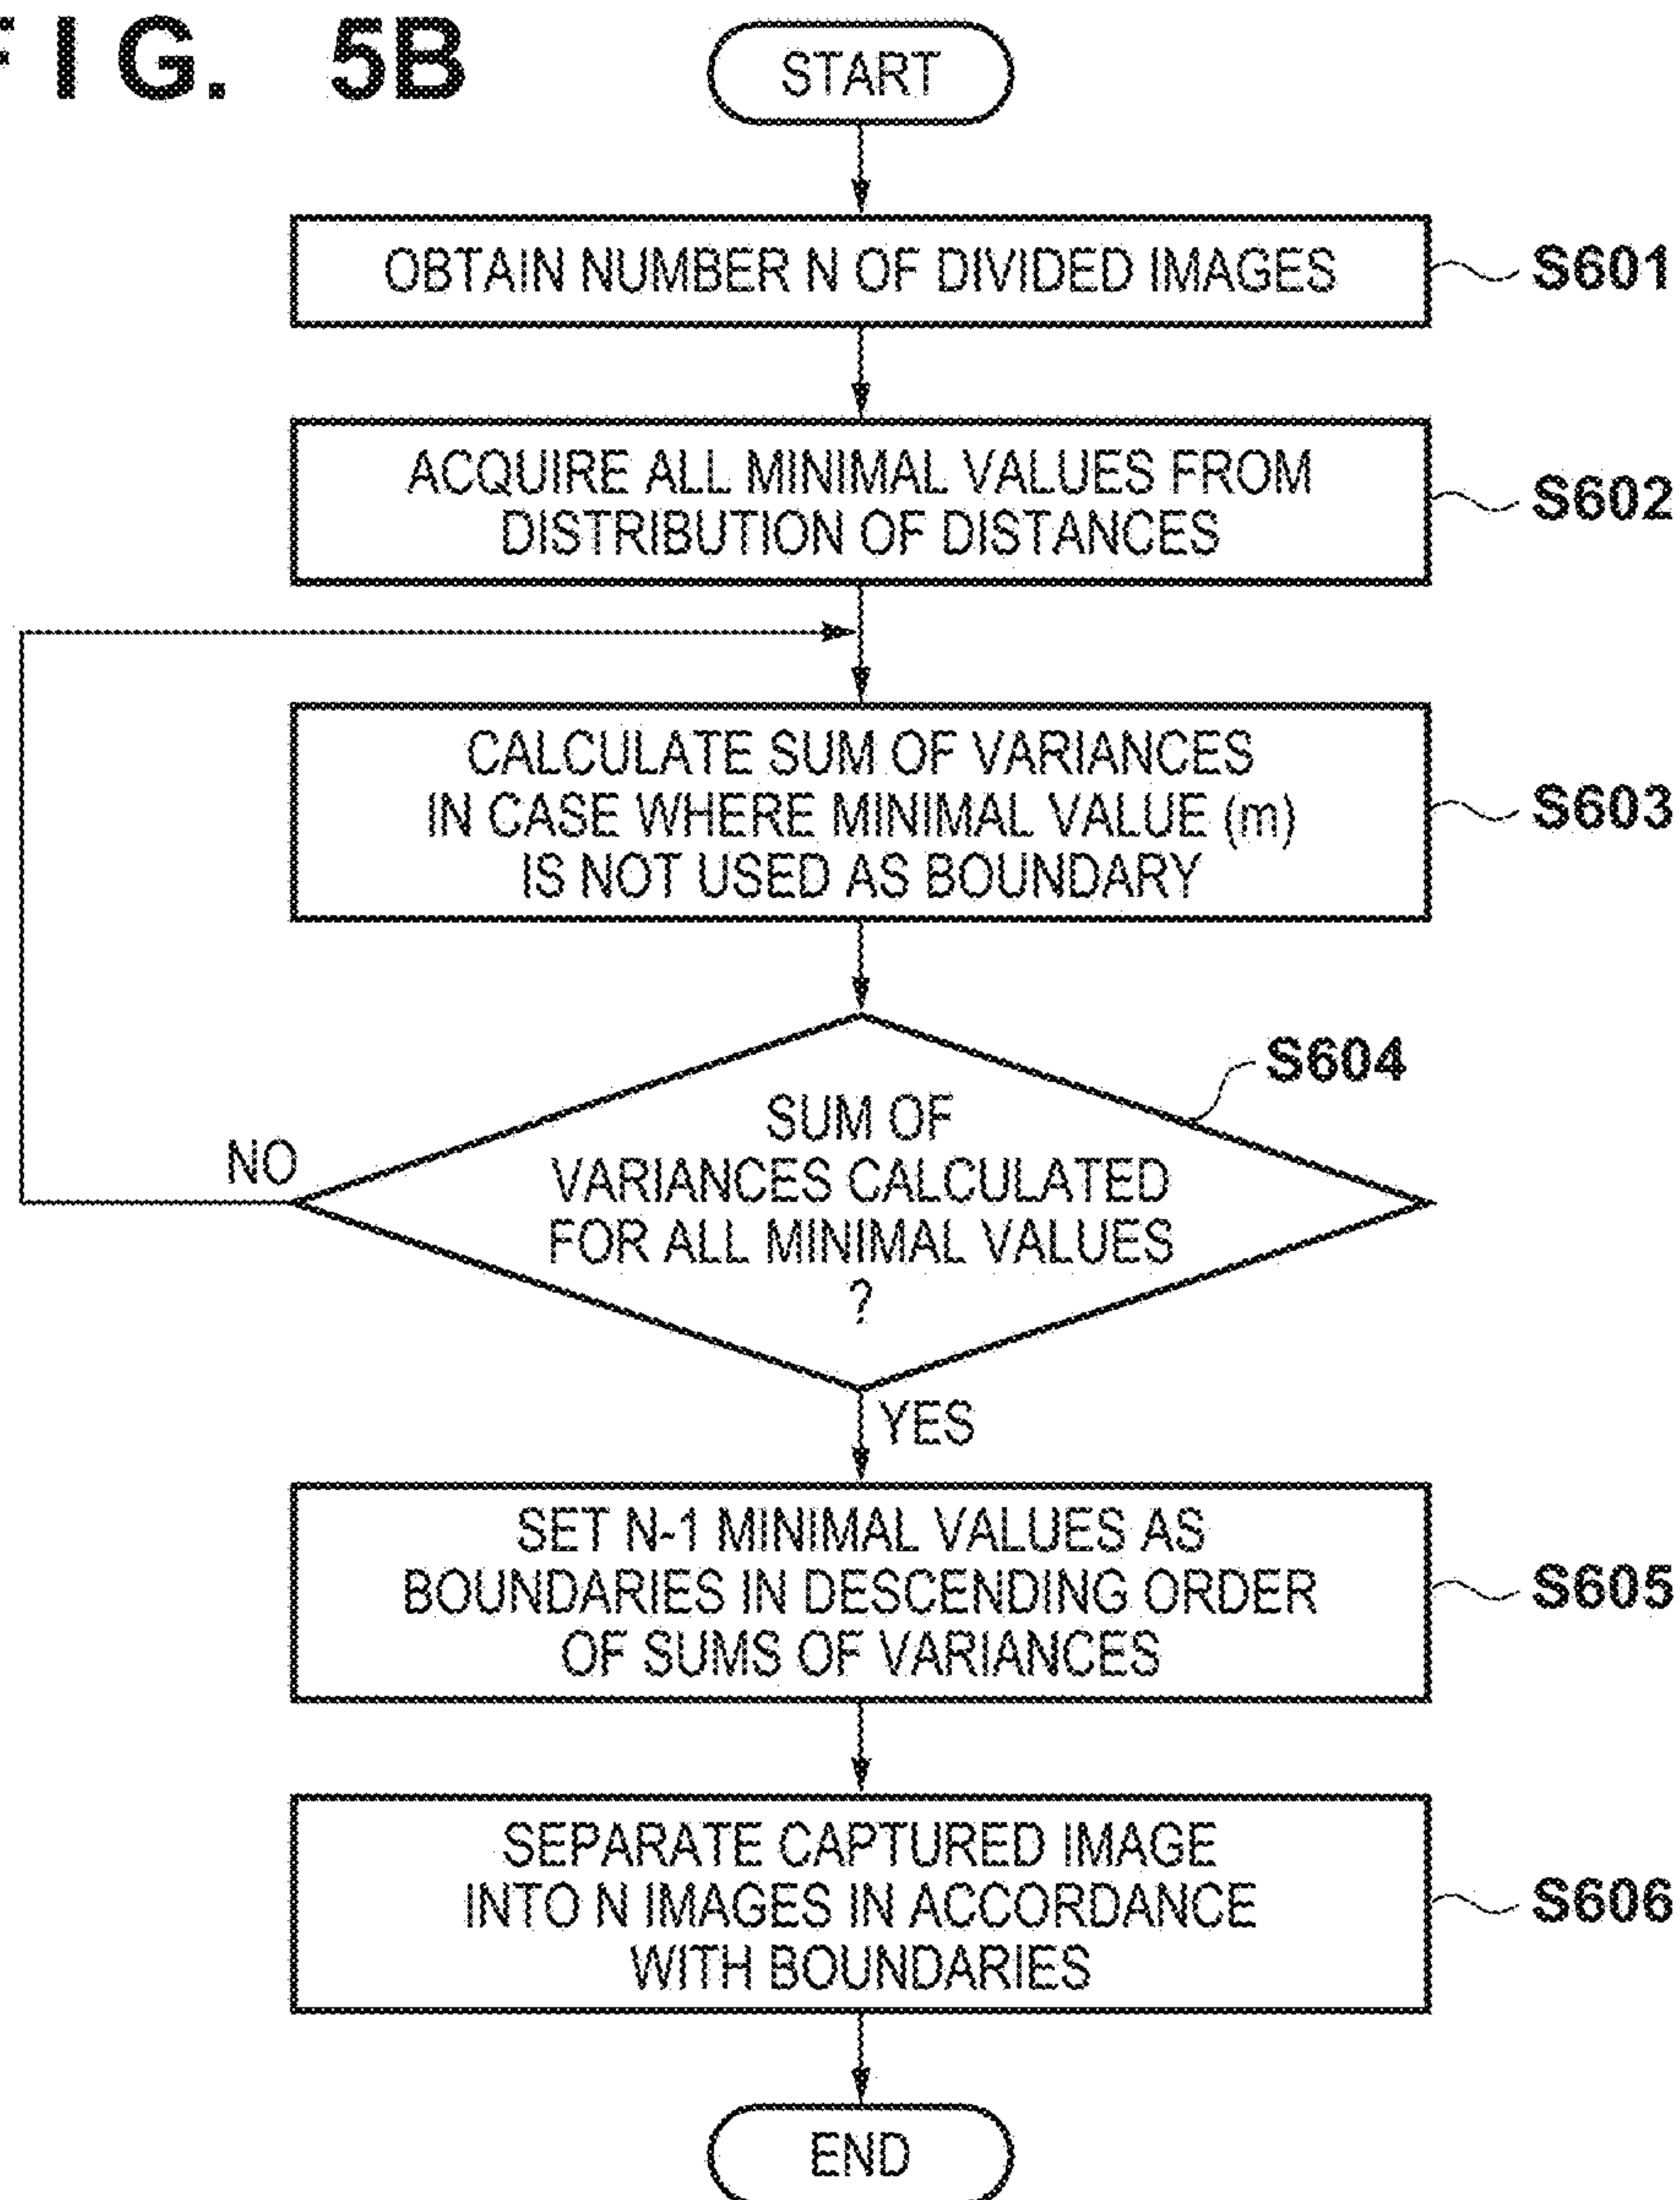 FIG. 5B
START
OBTAIN NUMBER N OF DIVIDED IMAGES
S601
ACQUIRE ALL MINIMAL VALUES FROM
DISTRIBUTION OF DISTANCES
S602
CALCULATE SUM OF VARIANCES
IN CASE WHERE MINIMAL VALUE (m)
IS NOT USED AS BOUNDARY
S603
S604
SUM OF
VARIANCES CALCULATED
FOR ALL MINIMAL VALUES
?
NO
YES
SET N-1 MINIMAL VALUES AS
BOUNDARIES IN DESCENDING ORDER
OF SUMS OF VARIANCES
S605
SEPARATE CAPTURED IMAGE
INTO N IMAGES IN ACCORDANCE
WITH BOUNDARIES
S606
END